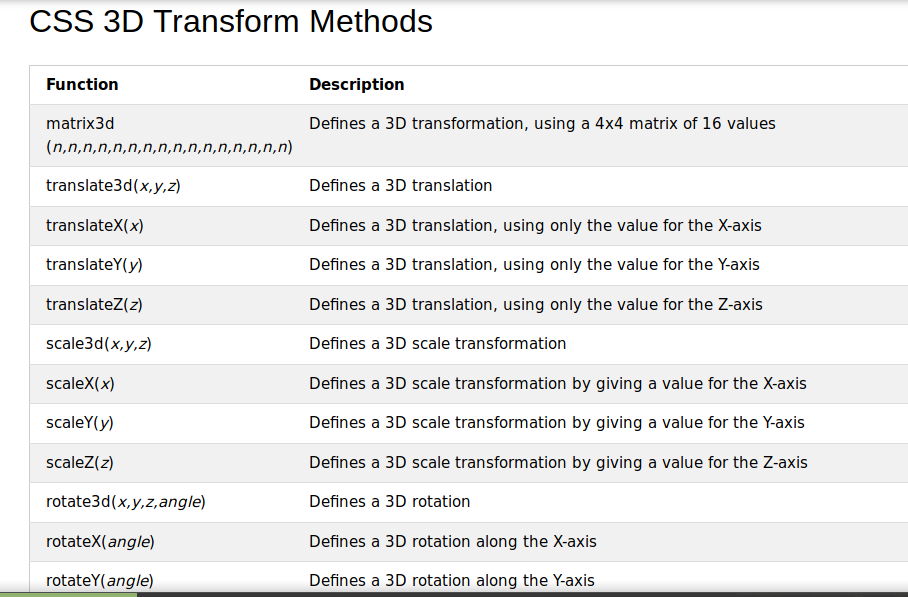 CSS 3D Transform Methods
Function Description
matrix3d Defines a 3D transformation, using a 4x4 matrix of 16 values
(n,n,n,n,n,n,n,n,n,n,n,n,n,n,n,n)
translate3d(x,y,z) Defines a 3D translation
translateX(x) Defines a 3D translation, using only the value for the X-axis
translateY(y) Defines a 3D translation, using only the value for the Y-axis
translateZ(z) Defines a 3D translation, using only the value for the Z-axis
scale3d(x,y,z) Defines a 3D scale transformation
scaleX(x) Defines a 3D scale transformation by giving a value for the X-axis
scaleY(y) Defines a 3D scale transformation by giving a value for the Y-axis
scaleZ(z) Defines a 3D scale transformation by giving a value for the Z-axis
rotate3d(x,y,z,angle) Defines a 3D rotation
rotateX(angle) Defines a 3D rotation along the X-axis
rotateY(angle) Defines a 3D rotation along the Y-axis